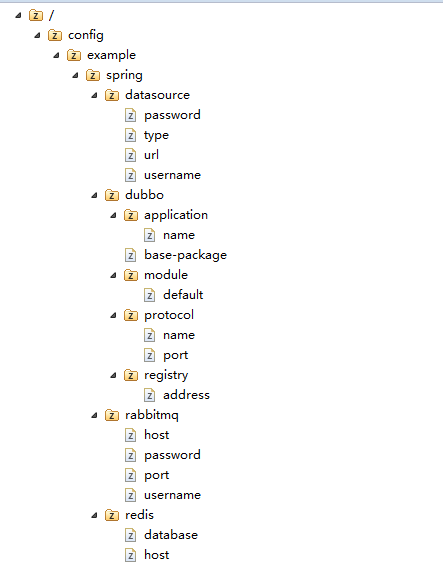 /
config
example
spring
datasource
password
type
url
username
dubbo
application
name
base-package
module
default
protocol
name
port
registry
address
rabbitmq
host
password
port
username
redis
database
host